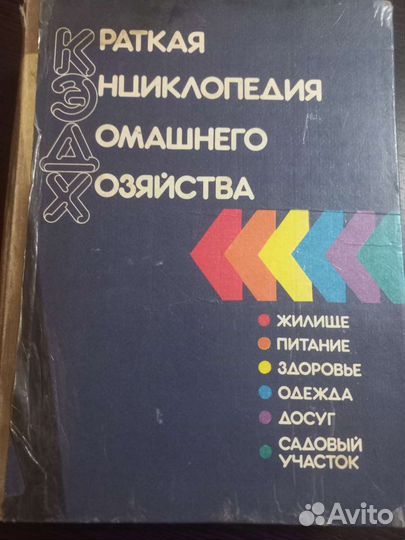 КРАТКАЯ
ЭНЦИКЛОПЕДИЯ
ДОМАШНЕГО
ХОЗЯЙСТВА
ЖИЛИЩЕ
ПИТАНИЕ
ЗДОРОВЬЕ
ОДЕЖДА
ДОСУГ
САДОВЫЙ
УЧАСТОК
Avito